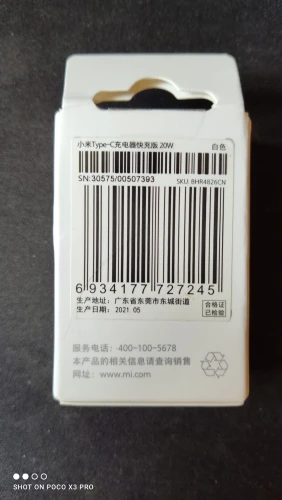 小米Type-C充电器快充版 20W 白色
SN:30575/00507393 SKU: BHR4826CN
6 934177 727245
生产地址: 广东省东莞市东城街道
生产日期: 2021.05
合格证
已检验
服务电话: 400-100-5678
本产品的相关信息请查询销售
网址: www.mi.com
SHOT ON POCO X3 PRO